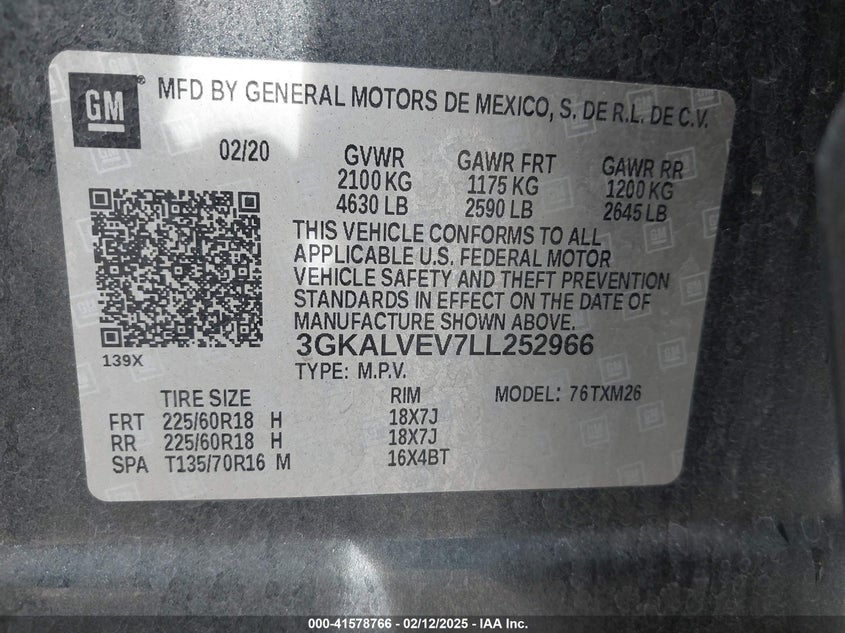 GM
MFD BY GENERAL MOTORS DE MEXICO, S. DE R.L. DE C.V.
02/20 GVWR GAWR FRT GAWR RR
2100 KG 1175 KG 1200 KG
4630 LB 2590 LB 2645 LB
THIS VEHICLE CONFORMS TO ALL
APPLICABLE U.S. FEDERAL MOTOR
VEHICLE SAFETY AND THEFT PREVENTION
STANDARDS IN EFFECT ON THE DATE OF
MANUFACTURE SHOWN ABOVE.
3GKALVEV7LL252966
139X
TYPE: M.P.V.
TIRE SIZE RIM MODEL: 76TXM26
FRT 225/60R18 H 18X7J
RR 225/60R18 H 18X7J
SPA T135/70R16 M 16X4BT
000-41578766 - 02/12/2025 - IAA Inc.